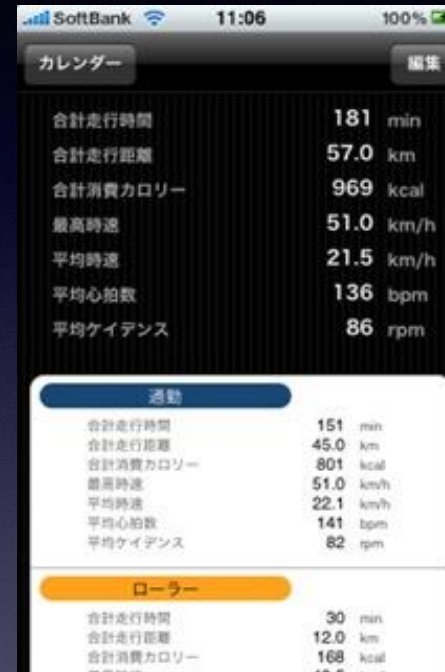 SoftBank 11:06 100%
カレンダー 編集
合計走行時間 181 min
合計走行距離 57.0 km
合計消費カロリー 969 kcal
最高時速 51.0 km/h
平均時速 21.5 km/h
平均心拍数 136 bpm
平均ケイデンス 86 rpm
通勤
合計走行時間 151 min
合計走行距離 45.0 km
合計消費カロリー 801 kcal
最高時速 51.0 km/h
平均時速 22.1 km/h
平均心拍数 141 bpm
平均ケイデンス 82 rpm
ローラー
合計走行時間 30 min
合計走行距離 12.0 km
合計消費カロリー 168 kcal